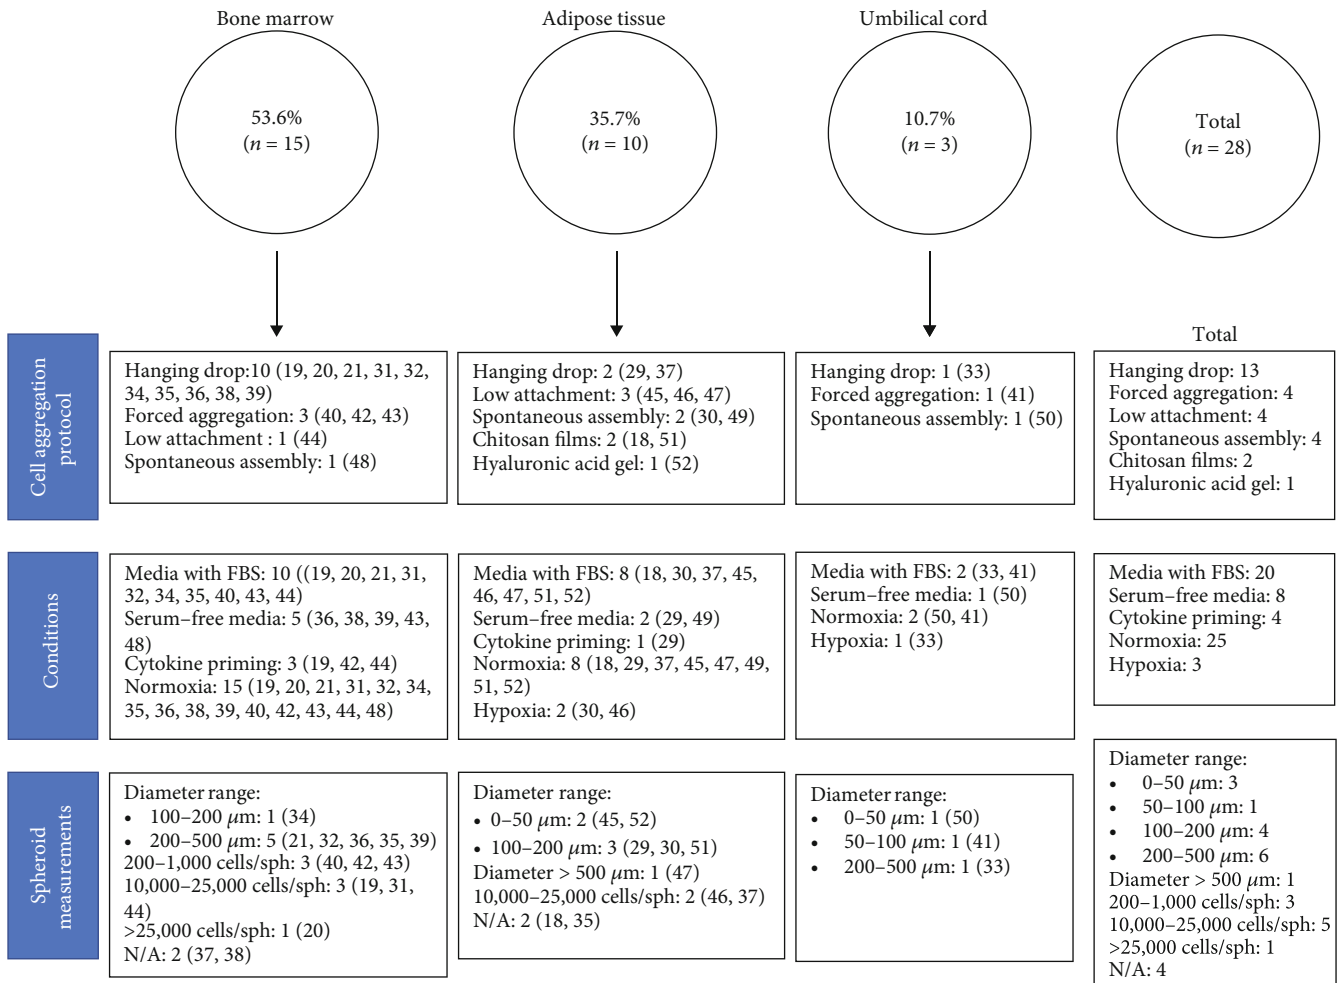 Bone marrow
53.6%
(n = 15)
Adipose tissue
35.7%
(n = 10)
Umbilical cord
10.7%
(n = 3)
Total
(n = 28)
Cell aggregation
protocol
Hanging drop:10 (19, 20, 21, 31, 32,
34, 35, 36, 38, 39)
Forced aggregation: 3 (40, 42, 43)
Low attachment : 1 (44)
Spontaneous assembly: 1 (48)
Hanging drop: 2 (29, 37)
Low attachment: 3 (45, 46, 47)
Spontaneous assembly: 2 (30, 49)
Chitosan films: 2 (18, 51)
Hyaluronic acid gel: 1 (52)
Hanging drop: 1 (33)
Forced aggregation: 1 (41)
Spontaneous assembly: 1 (50)
Total
Hanging drop: 13
Forced aggregation: 4
Low attachment: 4
Spontaneous assembly: 4
Chitosan films: 2
Hyaluronic acid gel: 1
Conditions
Media with FBS: 10 ((19, 20, 21, 31,
32, 34, 35, 40, 43, 44)
Serum–free media: 5 (36, 38, 39, 43,
48)
Cytokine priming: 3 (19, 42, 44)
Normoxia: 15 (19, 20, 21, 31, 32, 34,
35, 36, 38, 39, 40, 42, 43, 44, 48)
Media with FBS: 8 (18, 30, 37, 45,
46, 47, 51, 52)
Serum–free media: 2 (29, 49)
Cytokine priming: 1 (29)
Normoxia: 8 (18, 29, 37, 45, 47, 49,
51, 52)
Hypoxia: 2 (30, 46)
Media with FBS: 2 (33, 41)
Serum–free media: 1 (50)
Normoxia: 2 (50, 41)
Hypoxia: 1 (33)
Media with FBS: 20
Serum–free media: 8
Cytokine priming: 4
Normoxia: 25
Hypoxia: 3
Spheroid
measurements
Diameter range:
• 100–200 μm: 1 (34)
• 200–500 μm: 5 (21, 32, 36, 35, 39)
200–1,000 cells/sph: 3 (40, 42, 43)
10,000–25,000 cells/sph: 3 (19, 31,
44)
>25,000 cells/sph: 1 (20)
N/A: 2 (37, 38)
Diameter range:
• 0–50 μm: 2 (45, 52)
• 100–200 μm: 3 (29, 30, 51)
Diameter > 500 μm: 1 (47)
10,000–25,000 cells/sph: 2 (46, 37)
N/A: 2 (18, 35)
Diameter range:
• 0–50 μm: 1 (50)
• 50–100 μm: 1 (41)
• 200–500 μm: 1 (33)
Diameter range:
• 0–50 μm: 3
• 50–100 μm: 1
• 100–200 μm: 4
• 200–500 μm: 6
Diameter > 500 μm: 1
200–1,000 cells/sph: 3
10,000–25,000 cells/sph: 5
>25,000 cells/sph: 1
N/A: 4